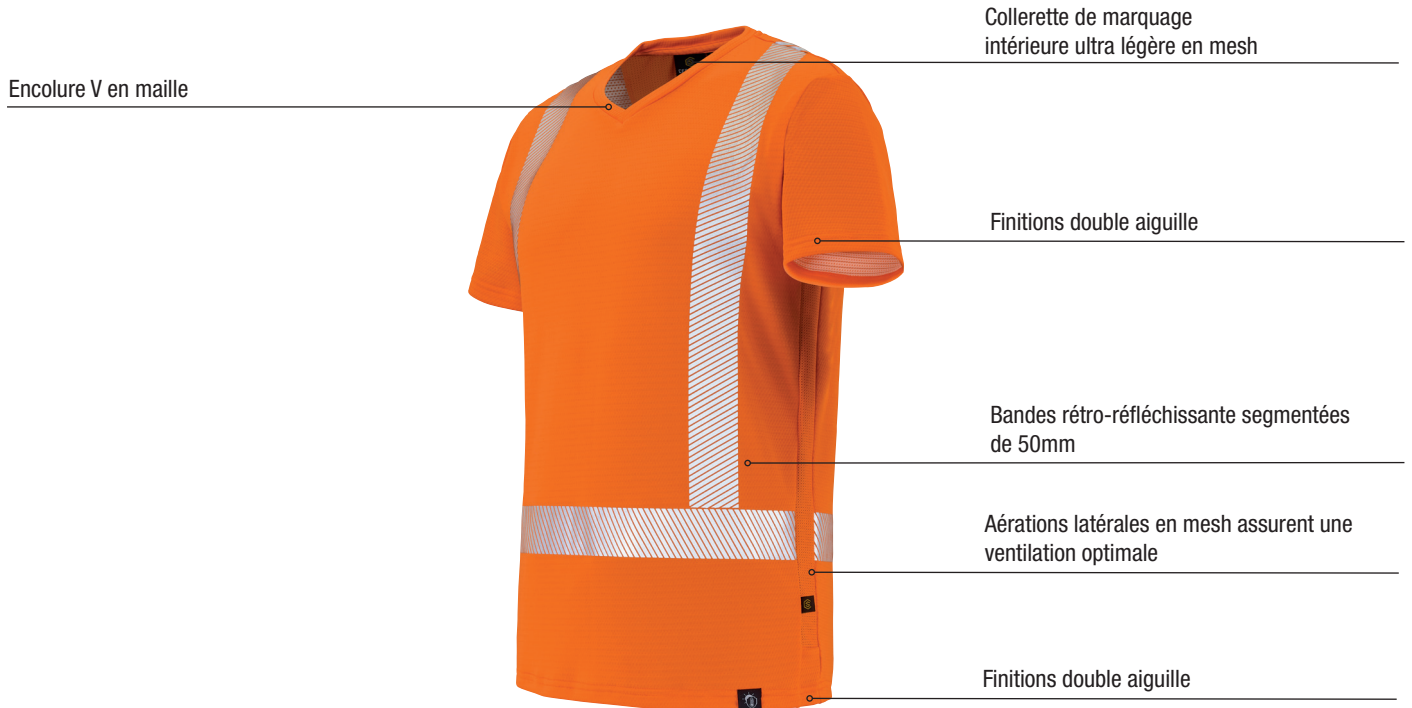 Collerette de marquage
intérieure ultra légère en mesh
Encolure V en maille
Finitions double aiguille
Bandes rétro-réfléchissante segmentées
de 50mm
Aérations latérales en mesh assurent une
ventilation optimale
Finitions double aiguille